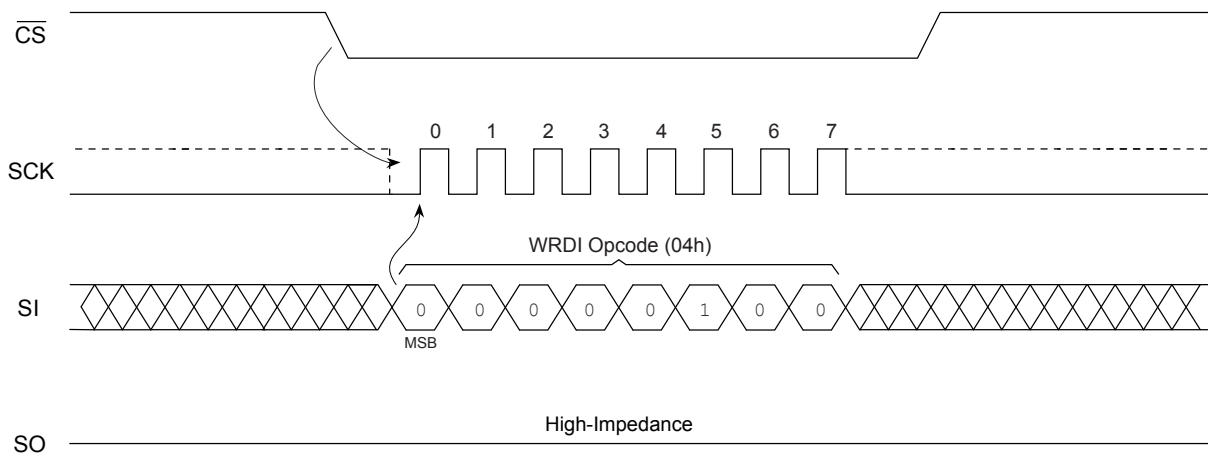 CS
0 1 2 3 4 5 6 7
SCK
WRDI Opcode (04h)
SI
0 0 0 0 0 1 0 0
MSB
High-Impedance
SO